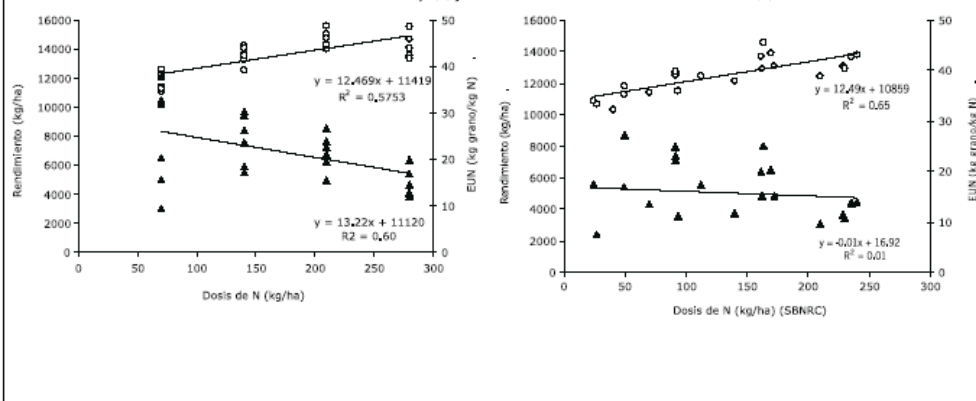 16000
14000
12000
10000
8000
6000
4000
2000
0
Rendimiento (kg/ha)
50
40
30
20
10
0
EUN (kg grano/kg N)
y = 12.469x + 11419
R² = 0.5753
y = 13.22x + 11120
R2 = 0.60
0 50 100 150 200 250 300
Dosis de N (kg/ha)
16000
14000
12000
10000
8000
6000
4000
2000
0
Rendimiento (kg/ha)
50
40
30
20
10
0
EUN (kg grano/kg N)
y = 12.49x + 10859
R² = 0.65
y = -0.01x + 16.92
R² = 0.01
0 50 100 150 200 250 300
Dosis de N (kg/ha) (SBNRC)